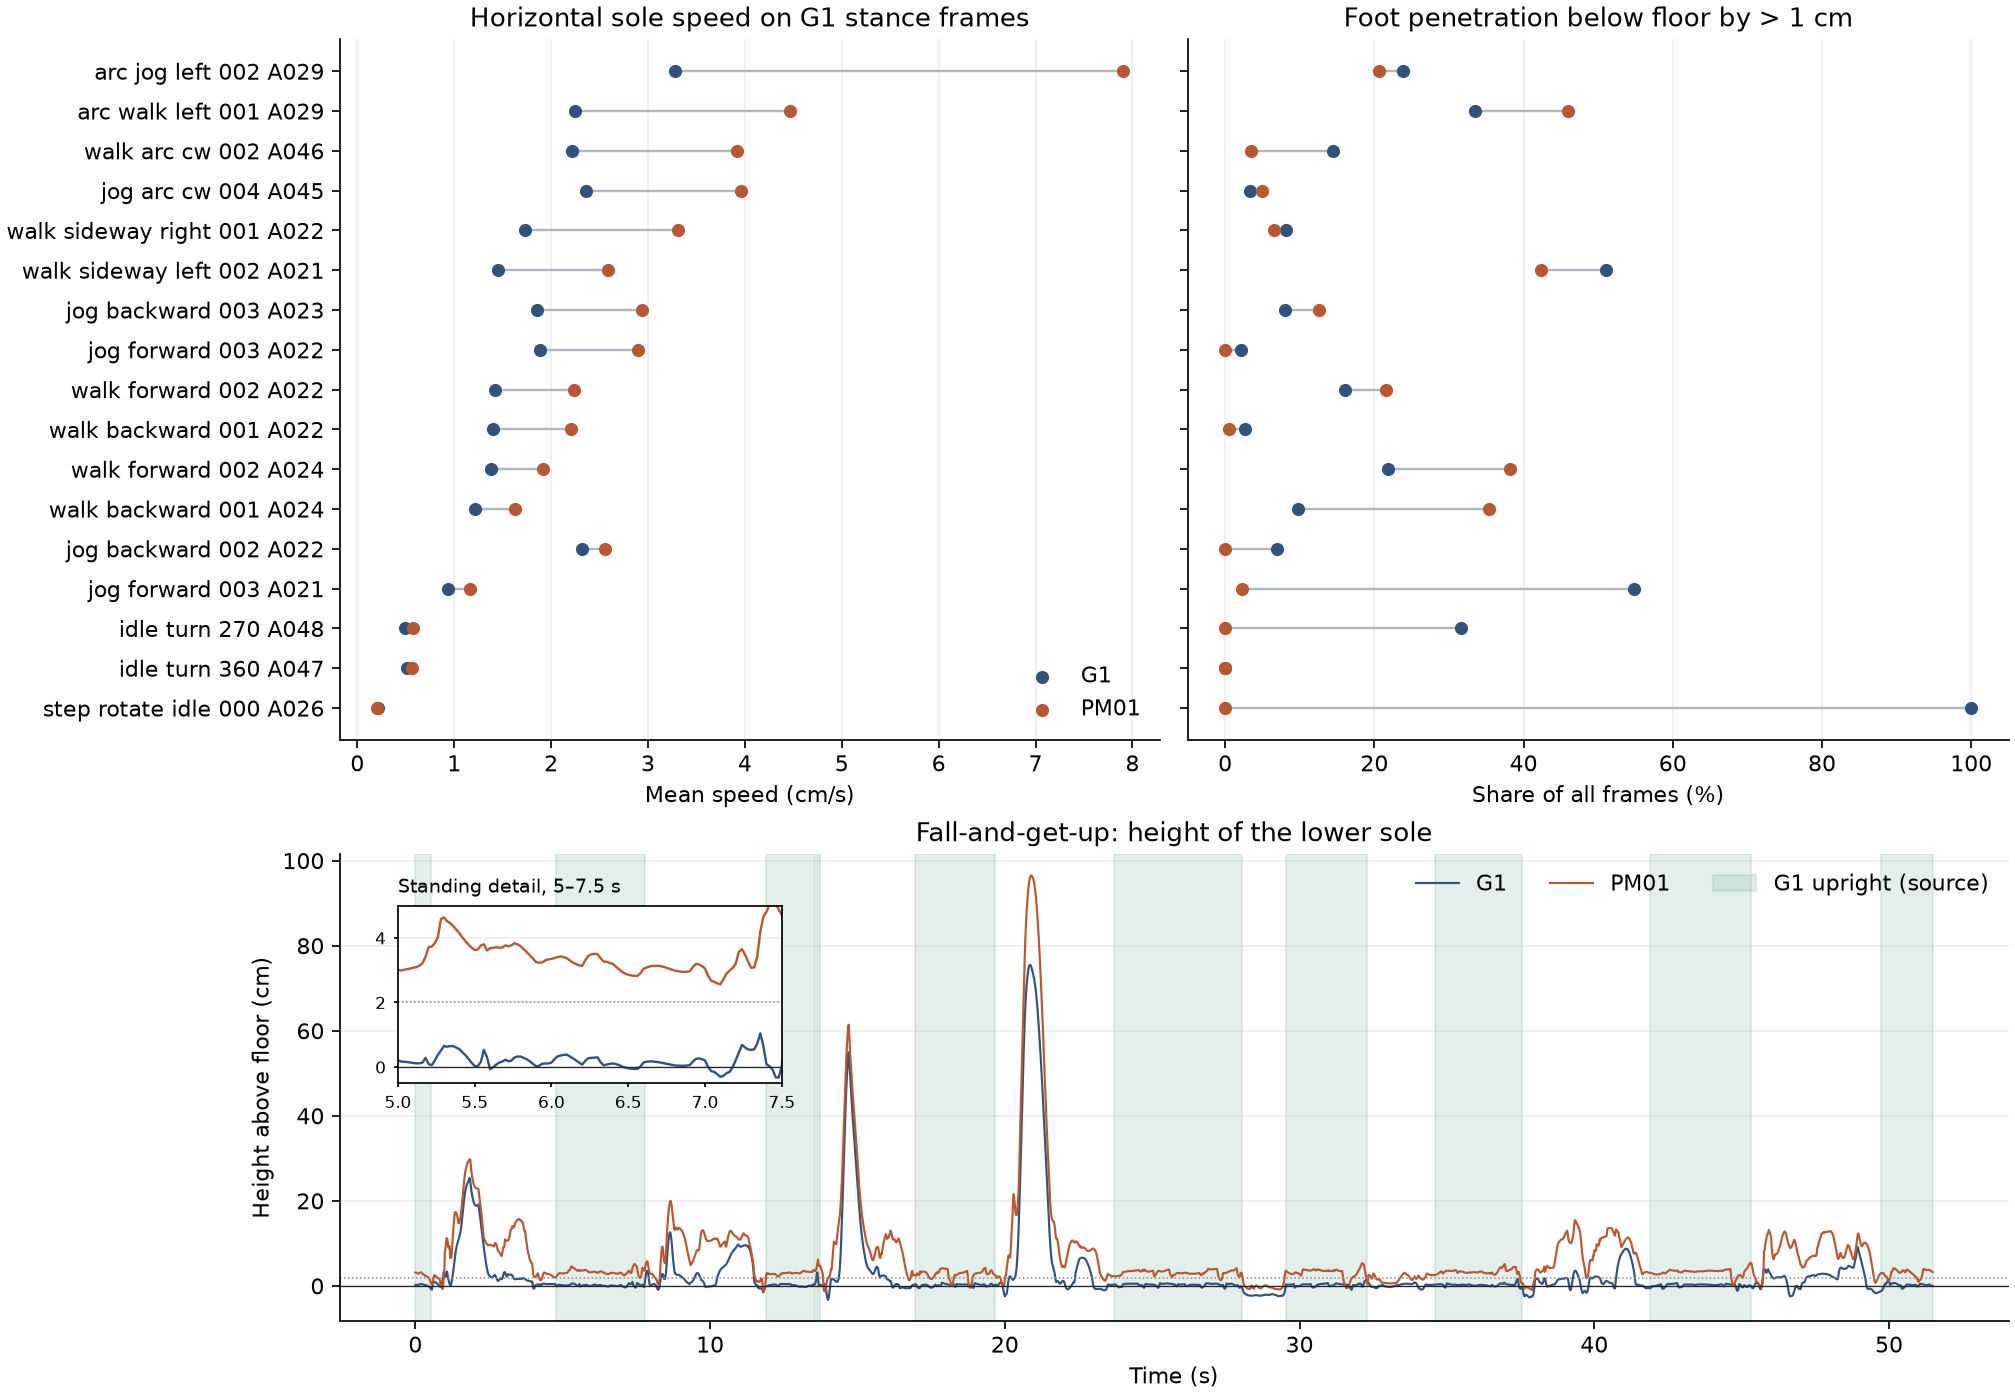 Horizontal sole speed on G1 stance frames
Foot penetration below floor by > 1 cm
arc jog left 002 A029
arc walk left 001 A029
walk arc cw 002 A046
jog arc cw 004 A045
walk sideway right 001 A022
walk sideway left 002 A021
jog backward 003 A023
jog forward 003 A022
walk forward 002 A022
walk backward 001 A022
walk forward 002 A024
walk backward 001 A024
jog backward 002 A022
jog forward 003 A021
idle turn 270 A048
idle turn 360 A047
step rotate idle 000 A026
G1
PM01
0 1 2 3 4 5 6 7 8
Mean speed (cm/s)
0 20 40 60 80 100
Share of all frames (%)
Fall-and-get-up: height of the lower sole
Height above floor (cm)
100
80
60
40
20
0
Standing detail, 5–7.5 s
4
2
0
5.0 5.5 6.0 6.5 7.0 7.5
G1 PM01 G1 upright (source)
0 10 20 30 40 50
Time (s)